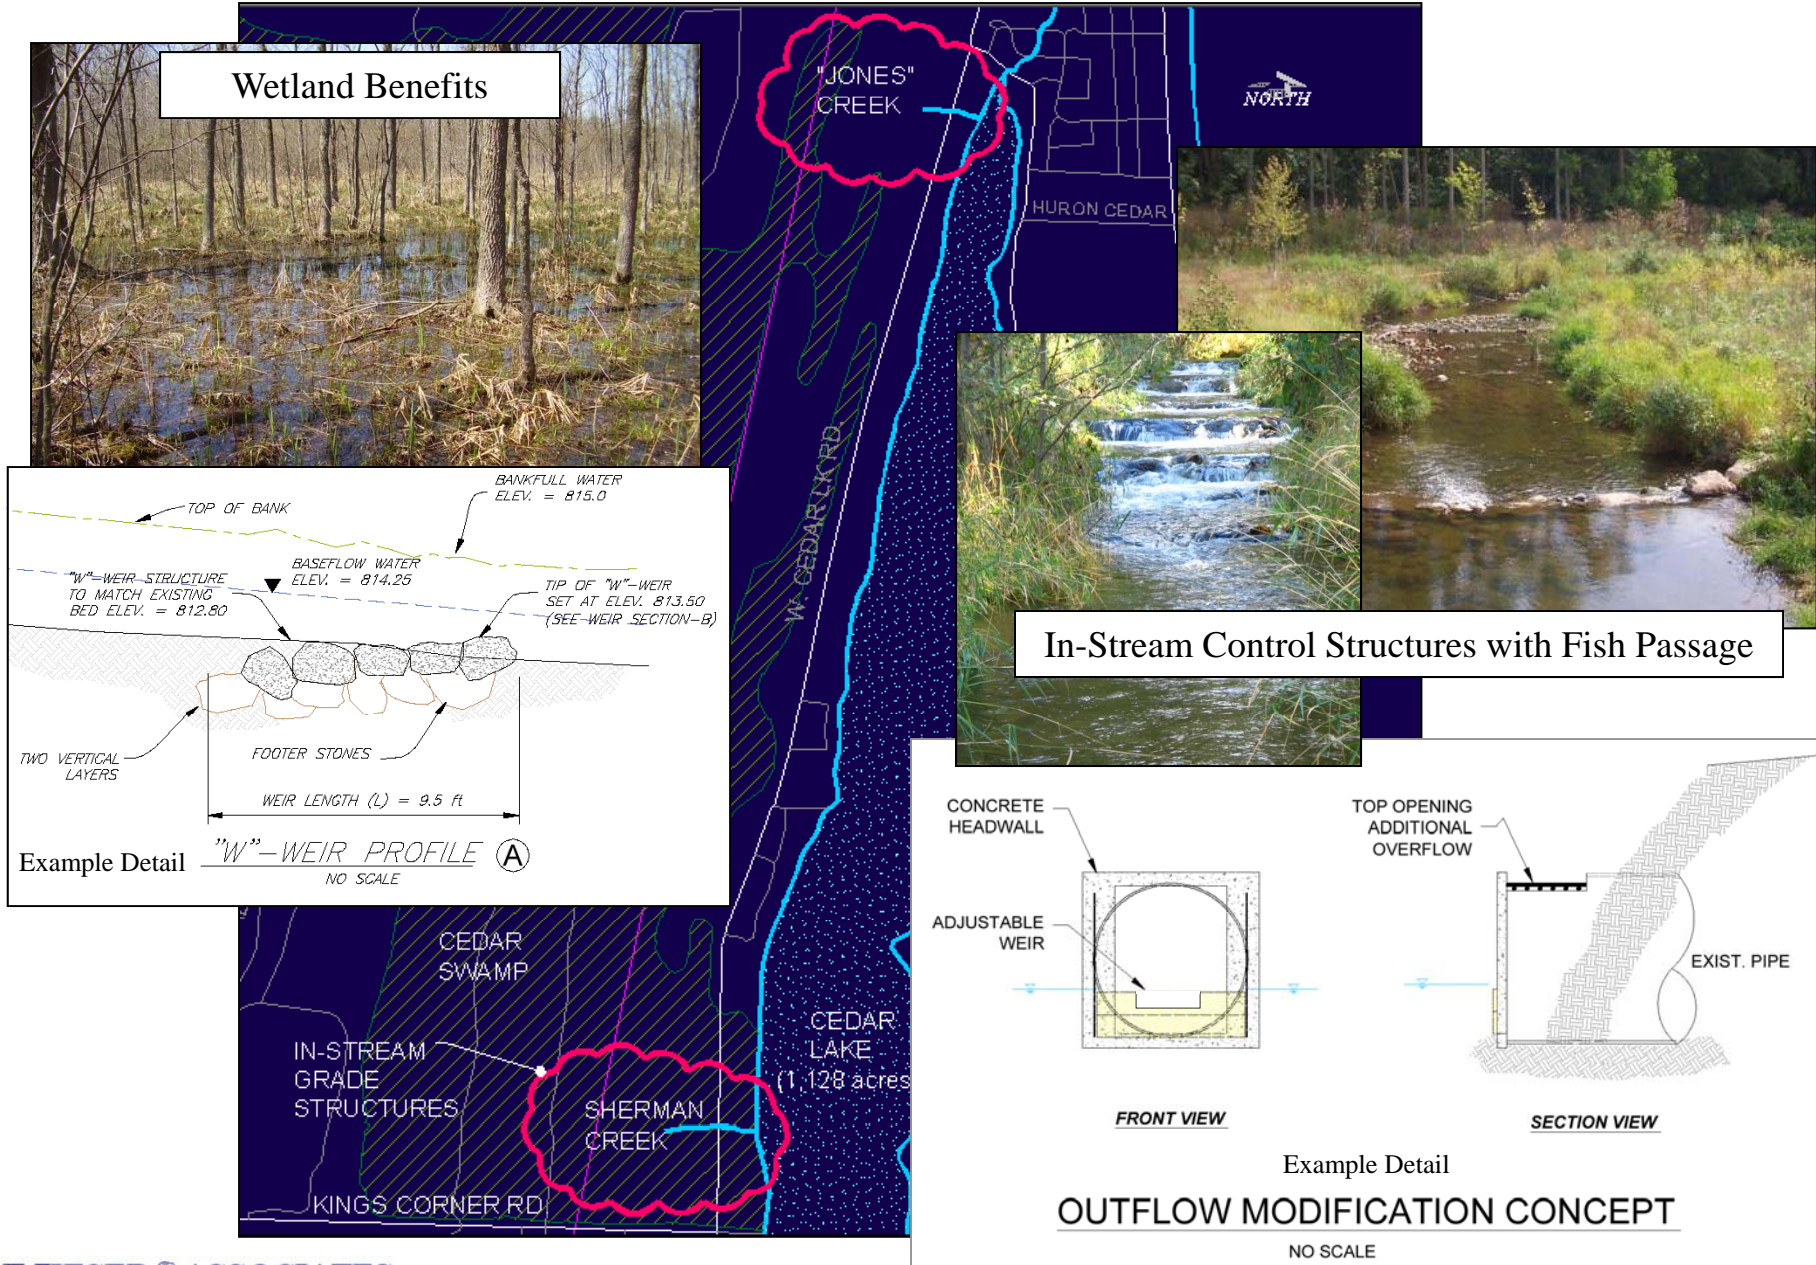 Wetland Benefits
"JONES"
CREEK
NORTH
HURON CEDAR
W CEDAR LK RD.
In-Stream Control Structures with Fish Passage
TOP OF BANK
BANKFULL WATER
ELEV. = 815.0
"W"-WEIR STRUCTURE
TO MATCH EXISTING
BED ELEV. = 812.80
BASEFLOW WATER
ELEV. = 814.25
TIP OF "W"-WEIR
SET AT ELEV. 813.50
(SEE WEIR SECTION-B)
TWO VERTICAL
LAYERS
FOOTER STONES
WEIR LENGTH (L) = 9.5 ft
Example Detail
"W"-WEIR PROFILE A
NO SCALE
CEDAR
SWAMP
IN-STREAM
GRADE
STRUCTURES
SHERMAN
CREEK
KINGS CORNER RD
CEDAR
LAKE
(1,128 acres
CONCRETE
HEADWALL
ADJUSTABLE
WEIR
TOP OPENING
ADDITIONAL
OVERFLOW
EXIST. PIPE
FRONT VIEW
SECTION VIEW
Example Detail
OUTFLOW MODIFICATION CONCEPT
NO SCALE